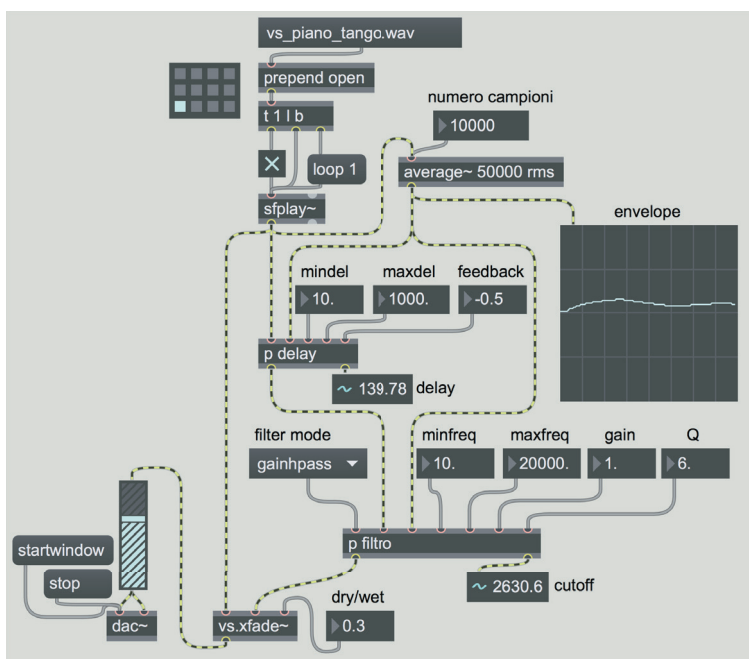 vs_piano_tango.wav
prepend open
t 1 l b
numero campioni
10000
loop 1
average~ 50000 rms
sfplay~
envelope
mindel
maxdel
feedback
10.
1000.
-0.5
p delay
~ 139.78
delay
filter mode
minfreq
maxfreq
gain
Q
gainhpass
10.
20000.
1.
6.
p filtro
startwindow
~ 2630.6
cutoff
stop
dry/wet
dac~
vs.xfade~
0.3